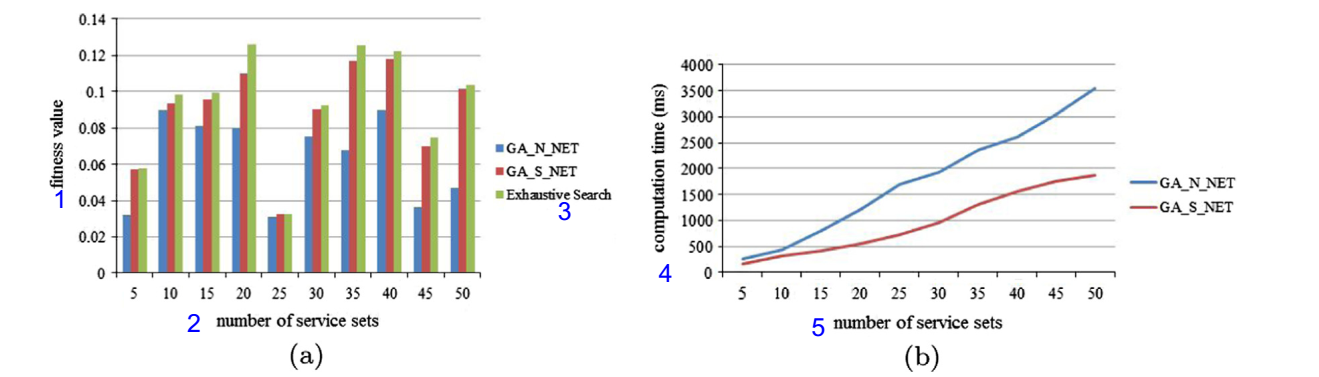 0.14
0.12
0.1
0.08
0.06
0.04
0.02
0
fitness value
1
5 10 15 20 25 30 35 40 45 50
2 number of service sets
GA_N_NET
GA_S_NET
Exhaustive Search
3
(a)
4000
3500
3000
2500
2000
1500
1000
500
0
computation time (ms)
4
5 10 15 20 25 30 35 40 45 50
5 number of service sets
GA_N_NET
GA_S_NET
(b)